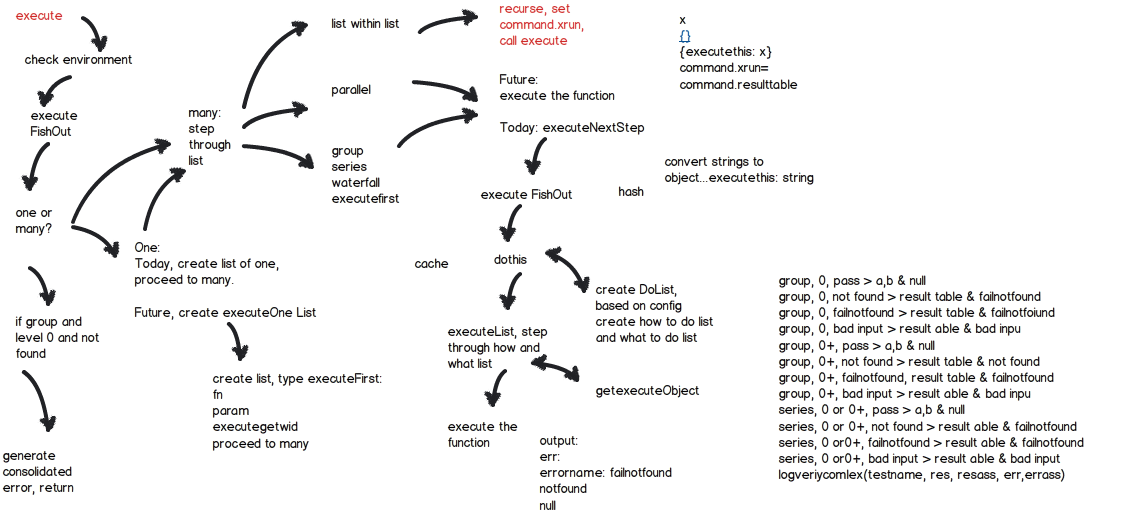 execute
check environment
execute
FishOut
one or
many?
if group and
level 0 and not
found
generate
consolidated
error, return
One:
Today, create list of one,
proceed to many.
Future, create executeOne List
create list, type executeFirst:
fn
param
executegetwid
proceed to many
many:
step
through
list
list within list
parallel
group
series
waterfall
executefirst
recurse, set
command.xrun,
call execute
Future:
execute the function
Today: executeNextStep
execute FishOut
hash
cache
dothis
create DoList,
based on config
create how to do list
and what to do list
executeList, step
through how and
what list
getexecuteObject
execute the
function
output:
err:
errorname: failnotfound
notfound
null
x
{}
{executethis: x}
command.xrun=
command.resulttable
convert strings to
object...executethis: string
group, 0, pass > a,b & null
group, 0, not found > result table & failnotfound
group, 0, failnotfound > result table & failnotfoiund
group, 0, bad input > result able & bad inpu
group, 0+, pass > a,b & null
group, 0+, not found > result table & not found
group, 0+, failnotfound, result table & failnotfound
group, 0+, bad input > result able & bad inpu
series, 0 or 0+, pass > a,b & null
series, 0 or 0+, not found > result able & failnotfound
series, 0 or0+, failnotfound > result able & failnotfound
series, 0 or0+, bad input > result able & bad input
logveriycomlex(testname, res, resass, err,errass)